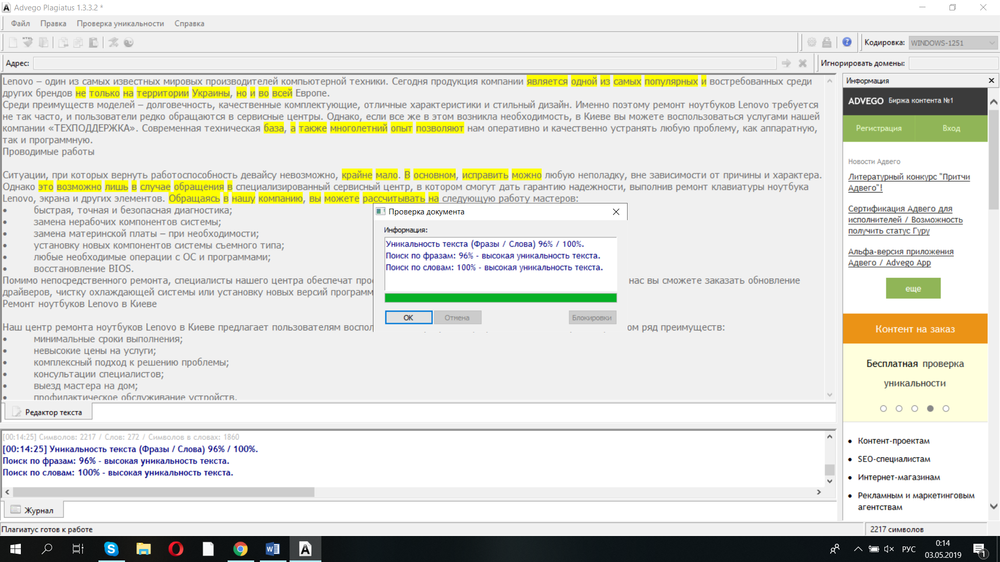 Advego Plagiatus 1.3.3.2 *
Файл Правка Проверка уникальности Справка
HTML
Кодировка: WINDOWS-1251
Адрес:
Игнорировать домены:
Lenovo – один из самых известных мировых производителей компьютерной техники. Сегодня продукция компании является одной из самых популярных и востребованных среди
других брендов не только на территории Украины, но и во всей Европе.
Среди преимуществ моделей – долговечность, качественные комплектующие, отличные характеристики и стильный дизайн. Именно поэтому ремонт ноутбуков Lenovo требуется
не так часто, и пользователи редко обращаются в сервисные центры. Однако, если все же в этом возникла необходимость, в Киеве вы можете воспользоваться услугами нашей
компании «ТЕХПОДДЕРЖКА». Современная техническая база, а также многолетний опыт позволяют нам оперативно и качественно устранять любую проблему, как аппаратную,
так и программную.
Проводимые работы
Ситуации, при которых вернуть работоспособность девайсу невозможно, крайне мало. В основном, исправить можно любую неполадку, вне зависимости от причины и характера.
Однако это возможно лишь в случае обращения в специализированный сервисный центр, в котором смогут дать гарантию надежности, выполнив ремонт клавиатуры ноутбука
Lenovo, экрана и других элементов. Обращаясь в нашу компанию, вы можете рассчитывать на следующую работу мастеров:
• быстрая, точная и безопасная диагностика;
• замена нерабочих компонентов системы;
• замена материнской платы – при необходимости;
• установку новых компонентов системы съемного типа;
• любые необходимые операции с ОС и программами;
• восстановление BIOS.
Помимо непосредственного ремонта, специалисты нашего центра обеспечат нас вы сможете заказать обновление
драйверов, чистку охлаждающей системы или установку новых версий
Ремонт ноутбуков Lenovo в Киеве
Наш центр ремонта ноутбуков Lenovo в Киеве предлагает пользователям ряд преимуществ:
• минимальные сроки выполнения;
• невысокие цены на услуги;
• комплексный подход к решению проблемы;
• консультации специалистов;
• выезд мастера на дом;
• профилактическое обслуживание устройств.
Проверка документа
Информация:
Уникальность текста (Фразы / Слова) 96% / 100%.
Поиск по фразам: 96% - высокая уникальность текста.
Поиск по словам: 100% - высокая уникальность текста.
OK Отмена Блокировки
Редактор текста
[00:14:25] Символов: 2217 / Слов: 272 / Символов в словах: 1860
[00:14:25] Уникальность текста (Фразы / Слова) 96% / 100%.
Поиск по фразам: 96% - высокая уникальность текста.
Поиск по словам: 100% - высокая уникальность текста.
Журнал
Плагиатус готов к работе
2217 символов
Информация
ADVEGO Биржа контента №1
Регистрация Вход
Новости Адвего
Литературный конкурс "Притчи
Адвего"!
Сертификация Адвего для
исполнителей / Возможность
получить статус Гуру
Альфа-версия приложения
Адвего / Advego App
еще
Контент на заказ
Бесплатная проверка
уникальности
• Контент-проектам
• SEO-специалистам
• Интернет-магазинам
• Рекламным и маркетинговым
агентствам
РУС
0:14
03.05.2019
1